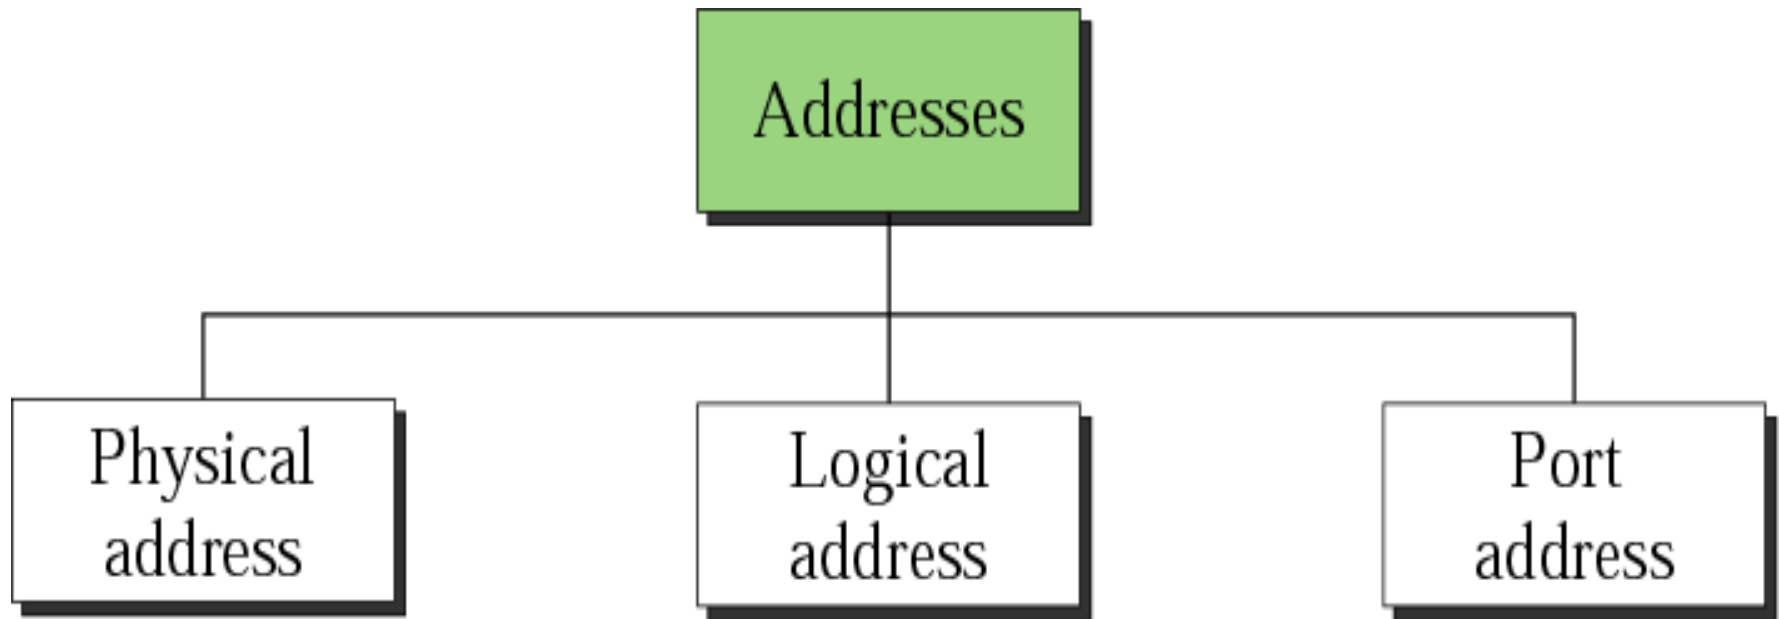 Addresses
Physical
address
Logical
address
Port
address